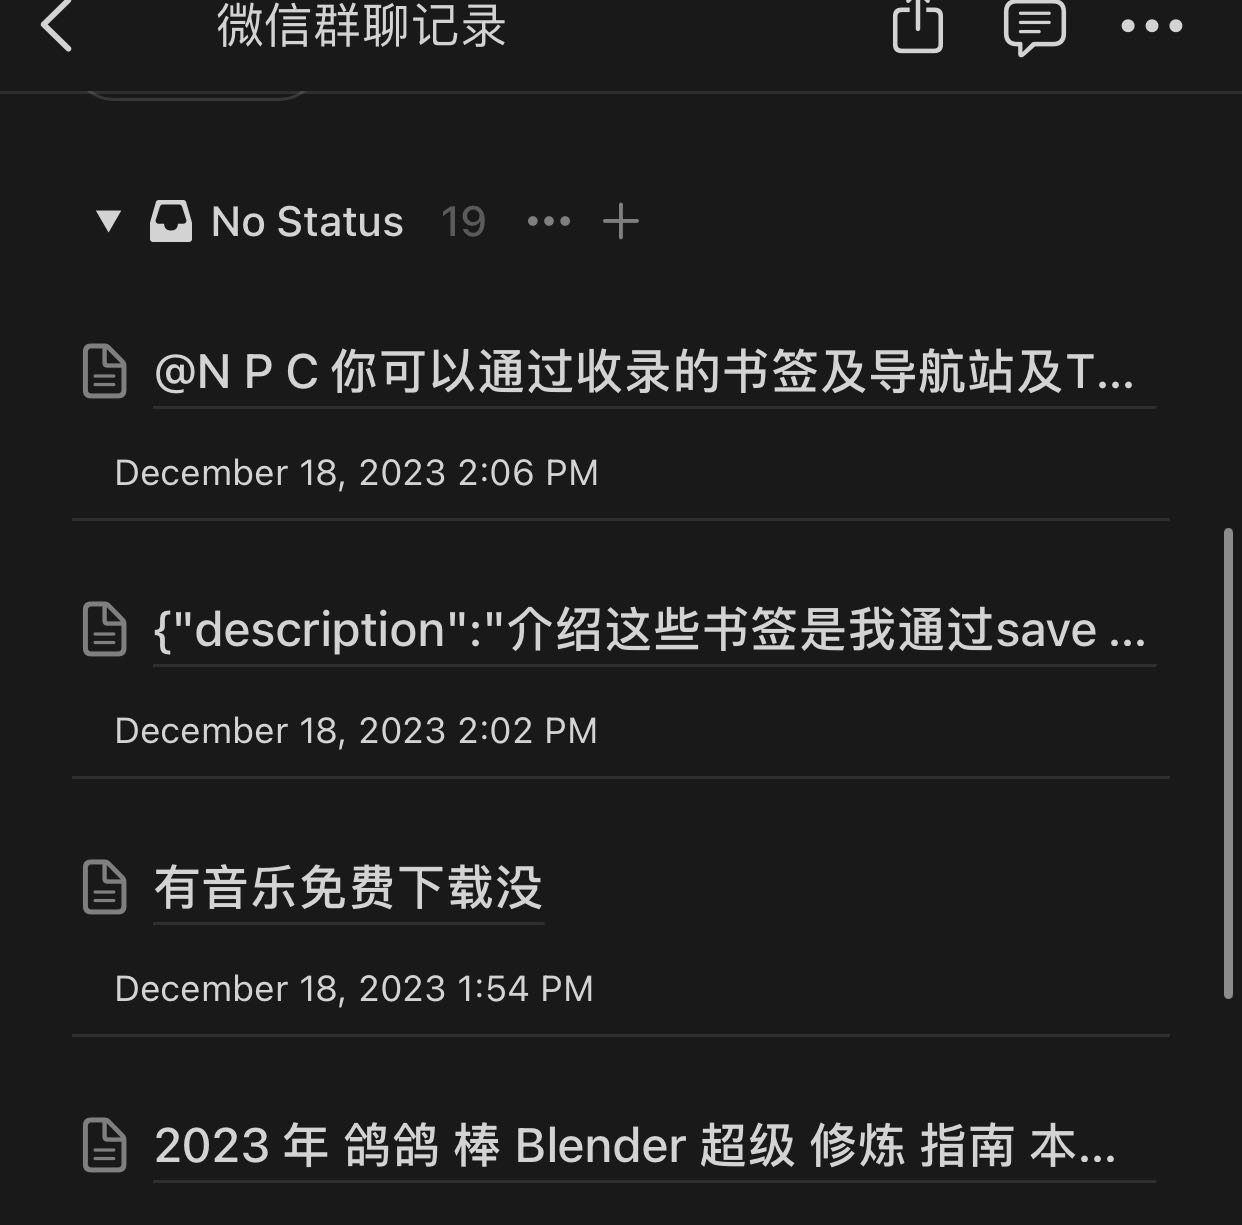 微信群聊记录
No Status 19
@N P C 你可以通过收录的书签及导航站及T...
December 18, 2023 2:06 PM
{"description":"介绍这些书签是我通过save ...
December 18, 2023 2:02 PM
有音乐免费下载没
December 18, 2023 1:54 PM
2023 年 鸽鸽 棒 Blender 超级 修炼 指南 本...